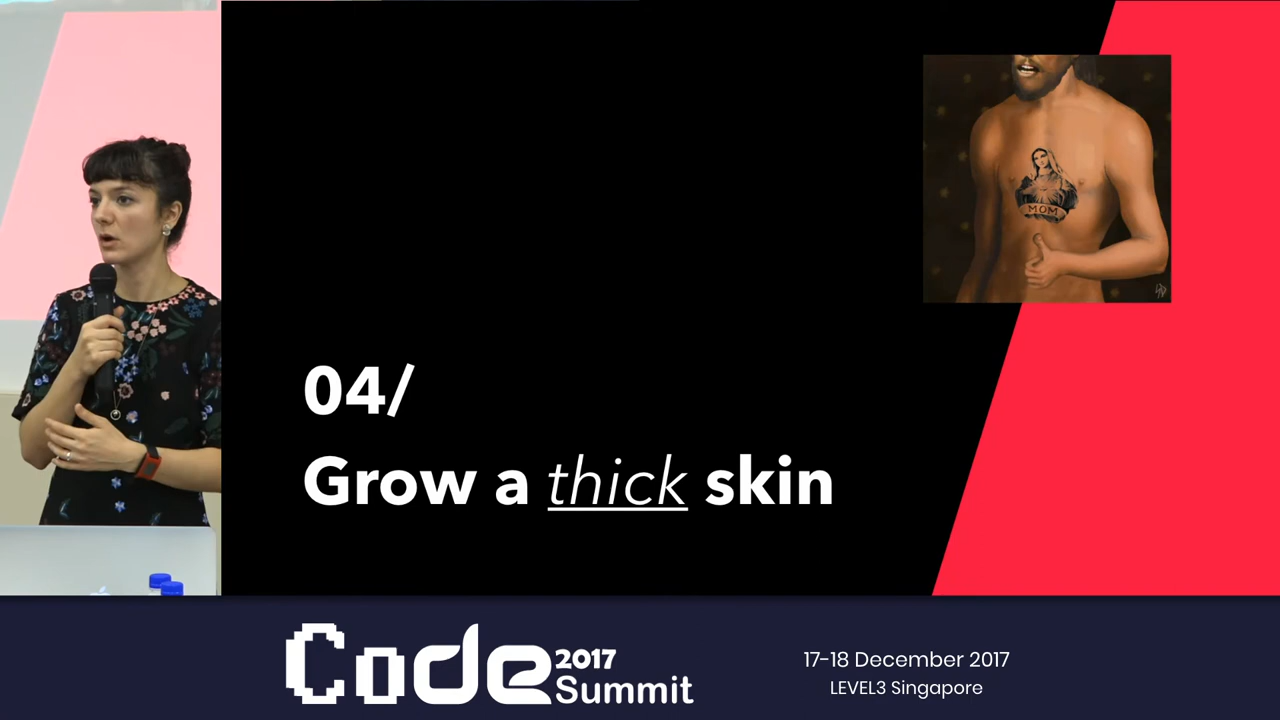 MOM
04/
Grow a thick skin
Code 2017 Summit
17-18 December 2017
LEVEL3 Singapore